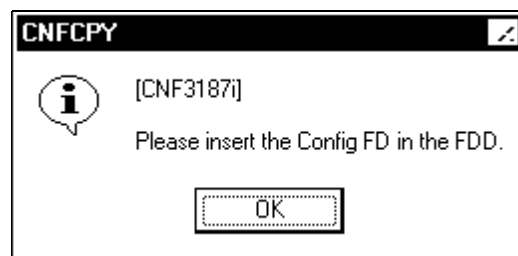 CNFCPY
[CNF3187i]
Please insert the Config FD in the FDD.
OK